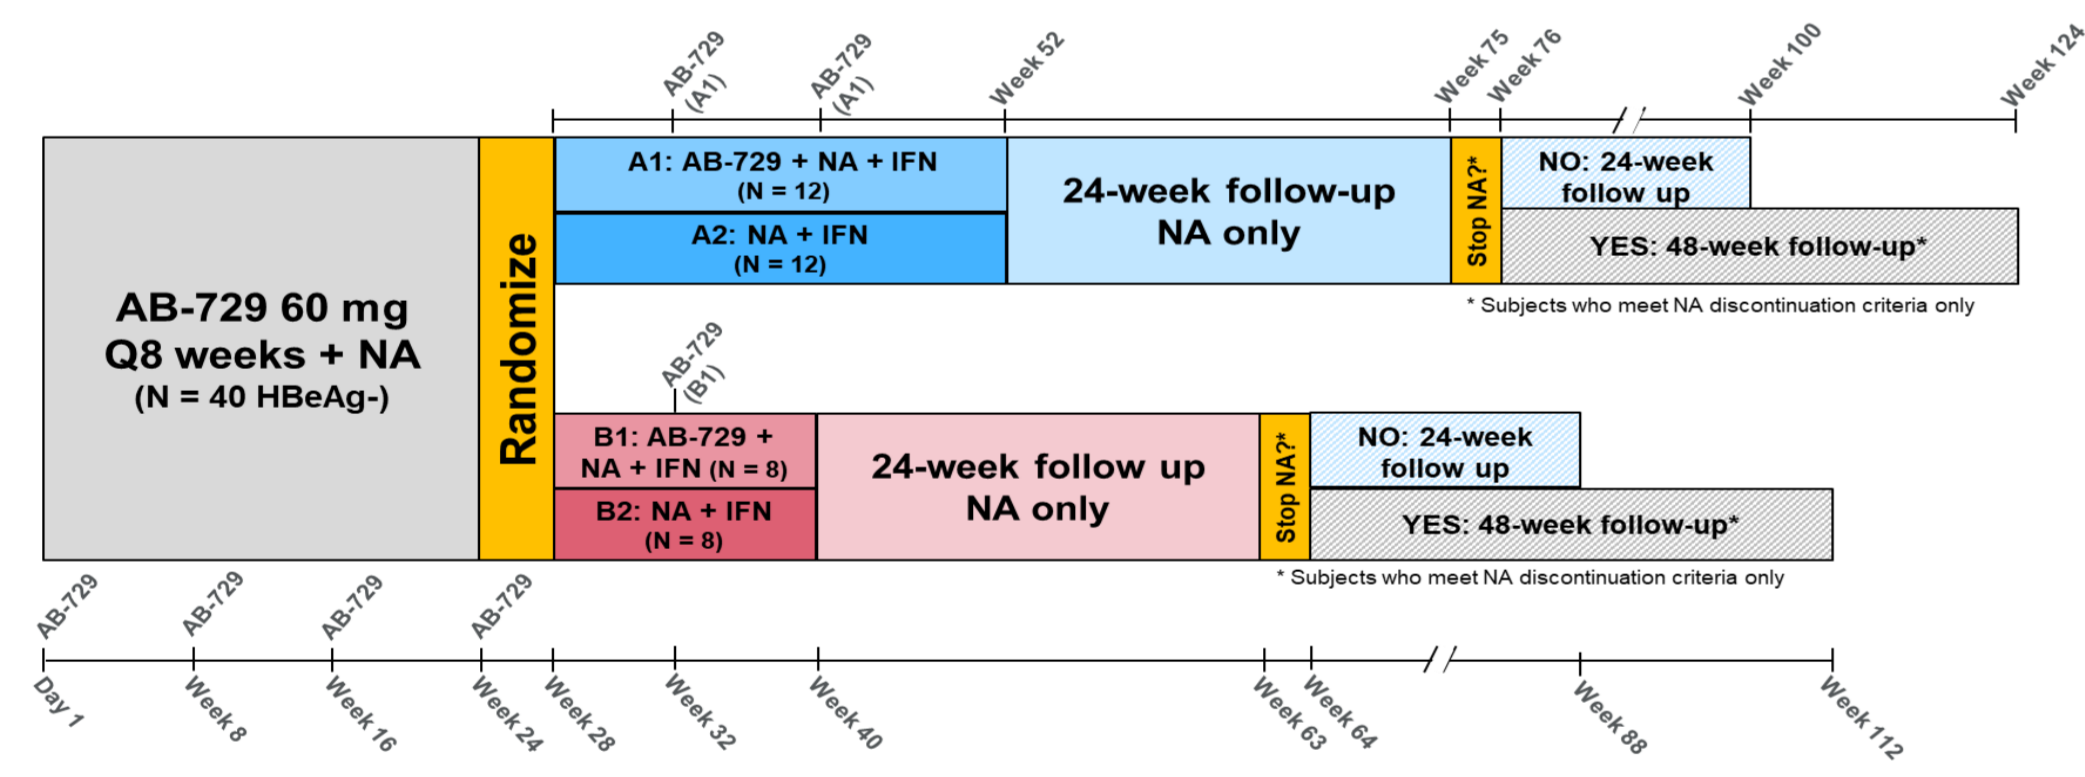 AB-729
(A1)
AB-729
(A1)
Week 52
Week 75
Week 76
Week 100
Week 124
AB-729 60 mg
Q8 weeks + NA
(N = 40 HBeAg-)
Randomize
A1: AB-729 + NA + IFN
(N = 12)
A2: NA + IFN
(N = 12)
24-week follow-up
NA only
Stop NA?*
NO: 24-week
follow up
YES: 48-week follow-up*
* Subjects who meet NA discontinuation criteria only
AB-729
(B1)
B1: AB-729 +
NA + IFN (N = 8)
B2: NA + IFN
(N = 8)
24-week follow up
NA only
Stop NA?*
NO: 24-week
follow up
YES: 48-week follow-up*
* Subjects who meet NA discontinuation criteria only
AB-729
AB-729
AB-729
AB-729
Day 1
Week 8
Week 16
Week 24
Week 28
Week 32
Week 40
Week 63
Week 64
Week 88
Week 112